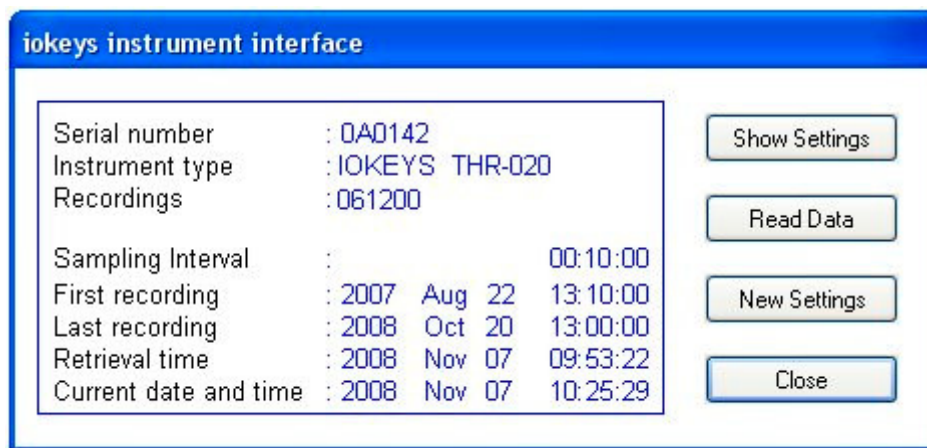 iokeys instrument interface
Serial number : 0A0142
Instrument type : IOKEYS THR-020
Recordings : 061200
Sampling Interval : 00:10:00
First recording : 2007 Aug 22 13:10:00
Last recording : 2008 Oct 20 13:00:00
Retrieval time : 2008 Nov 07 09:53:22
Current date and time : 2008 Nov 07 10:25:29
Show Settings
Read Data
New Settings
Close